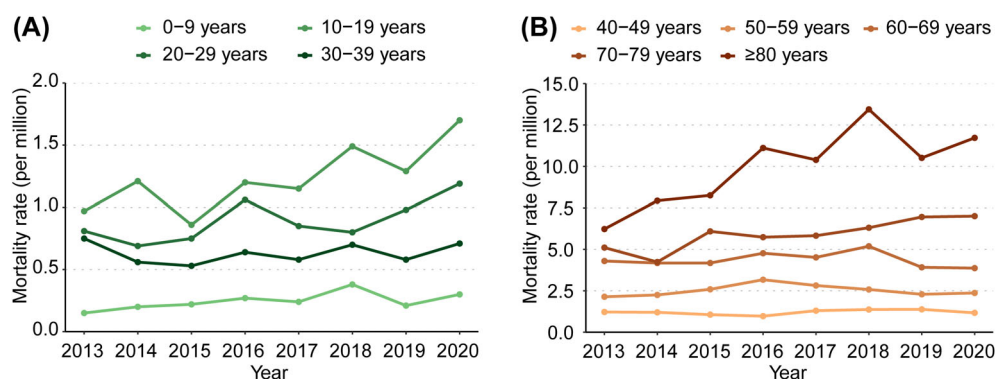 (A)
0–9 years
10–19 years
20–29 years
30–39 years
Mortality rate (per million)
2.0
1.5
1.0
0.5
0.0
2013 2014 2015 2016 2017 2018 2019 2020
Year
(B)
40–49 years
50–59 years
60–69 years
70–79 years
≥80 years
Mortality rate (per million)
15.0
12.5
10.0
7.5
5.0
2.5
0.0
2013 2014 2015 2016 2017 2018 2019 2020
Year